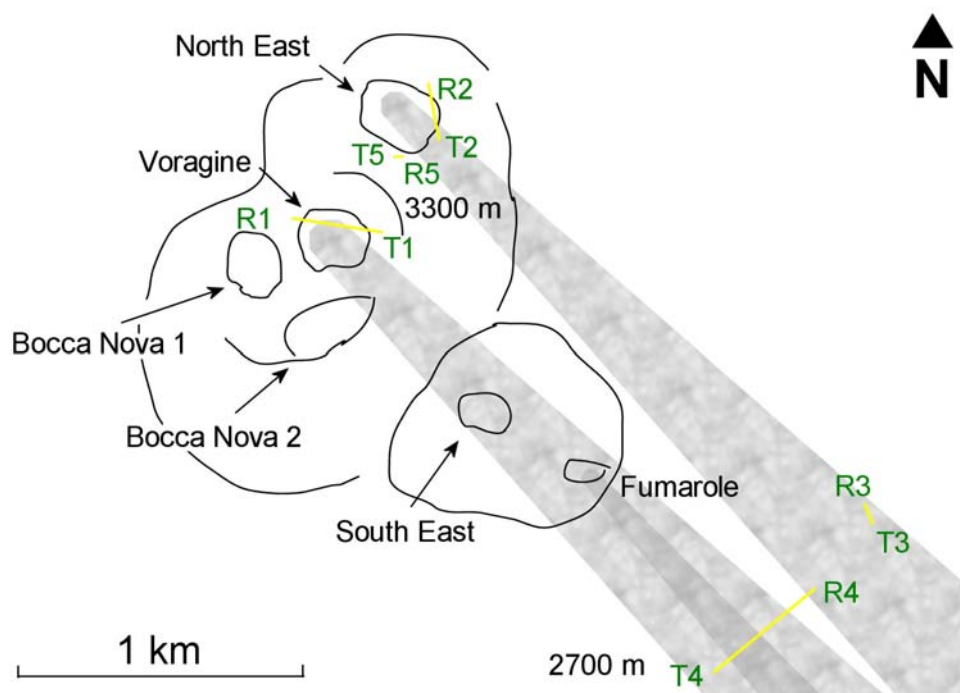 North East
N
R2
T2
T5
R5
Voragine
3300 m
R1
T1
Bocca Nova 1
Bocca Nova 2
South East
Fumarole
R3
T3
R4
1 km
2700 m
T4